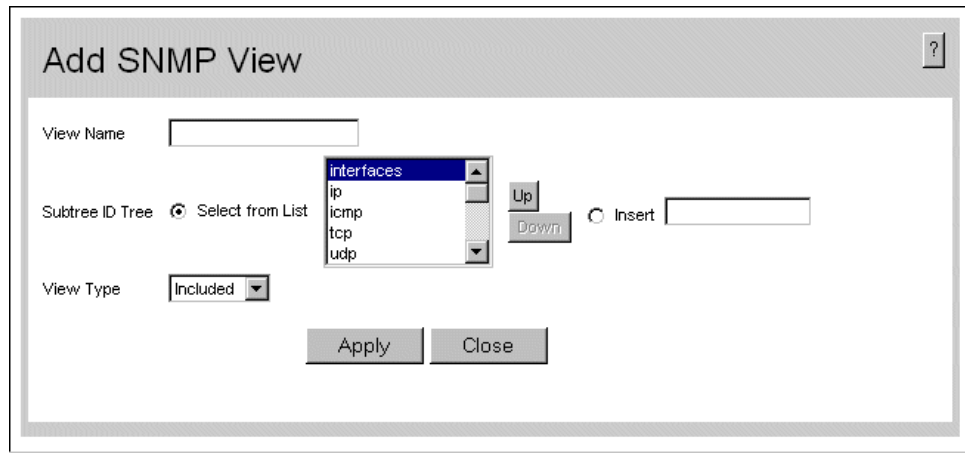 Add SNMP View
?
View Name
Subtree ID Tree
Select from List
interfaces
ip
icmp
tcp
udp
Up
Down
Insert
View Type
Included
Apply
Close